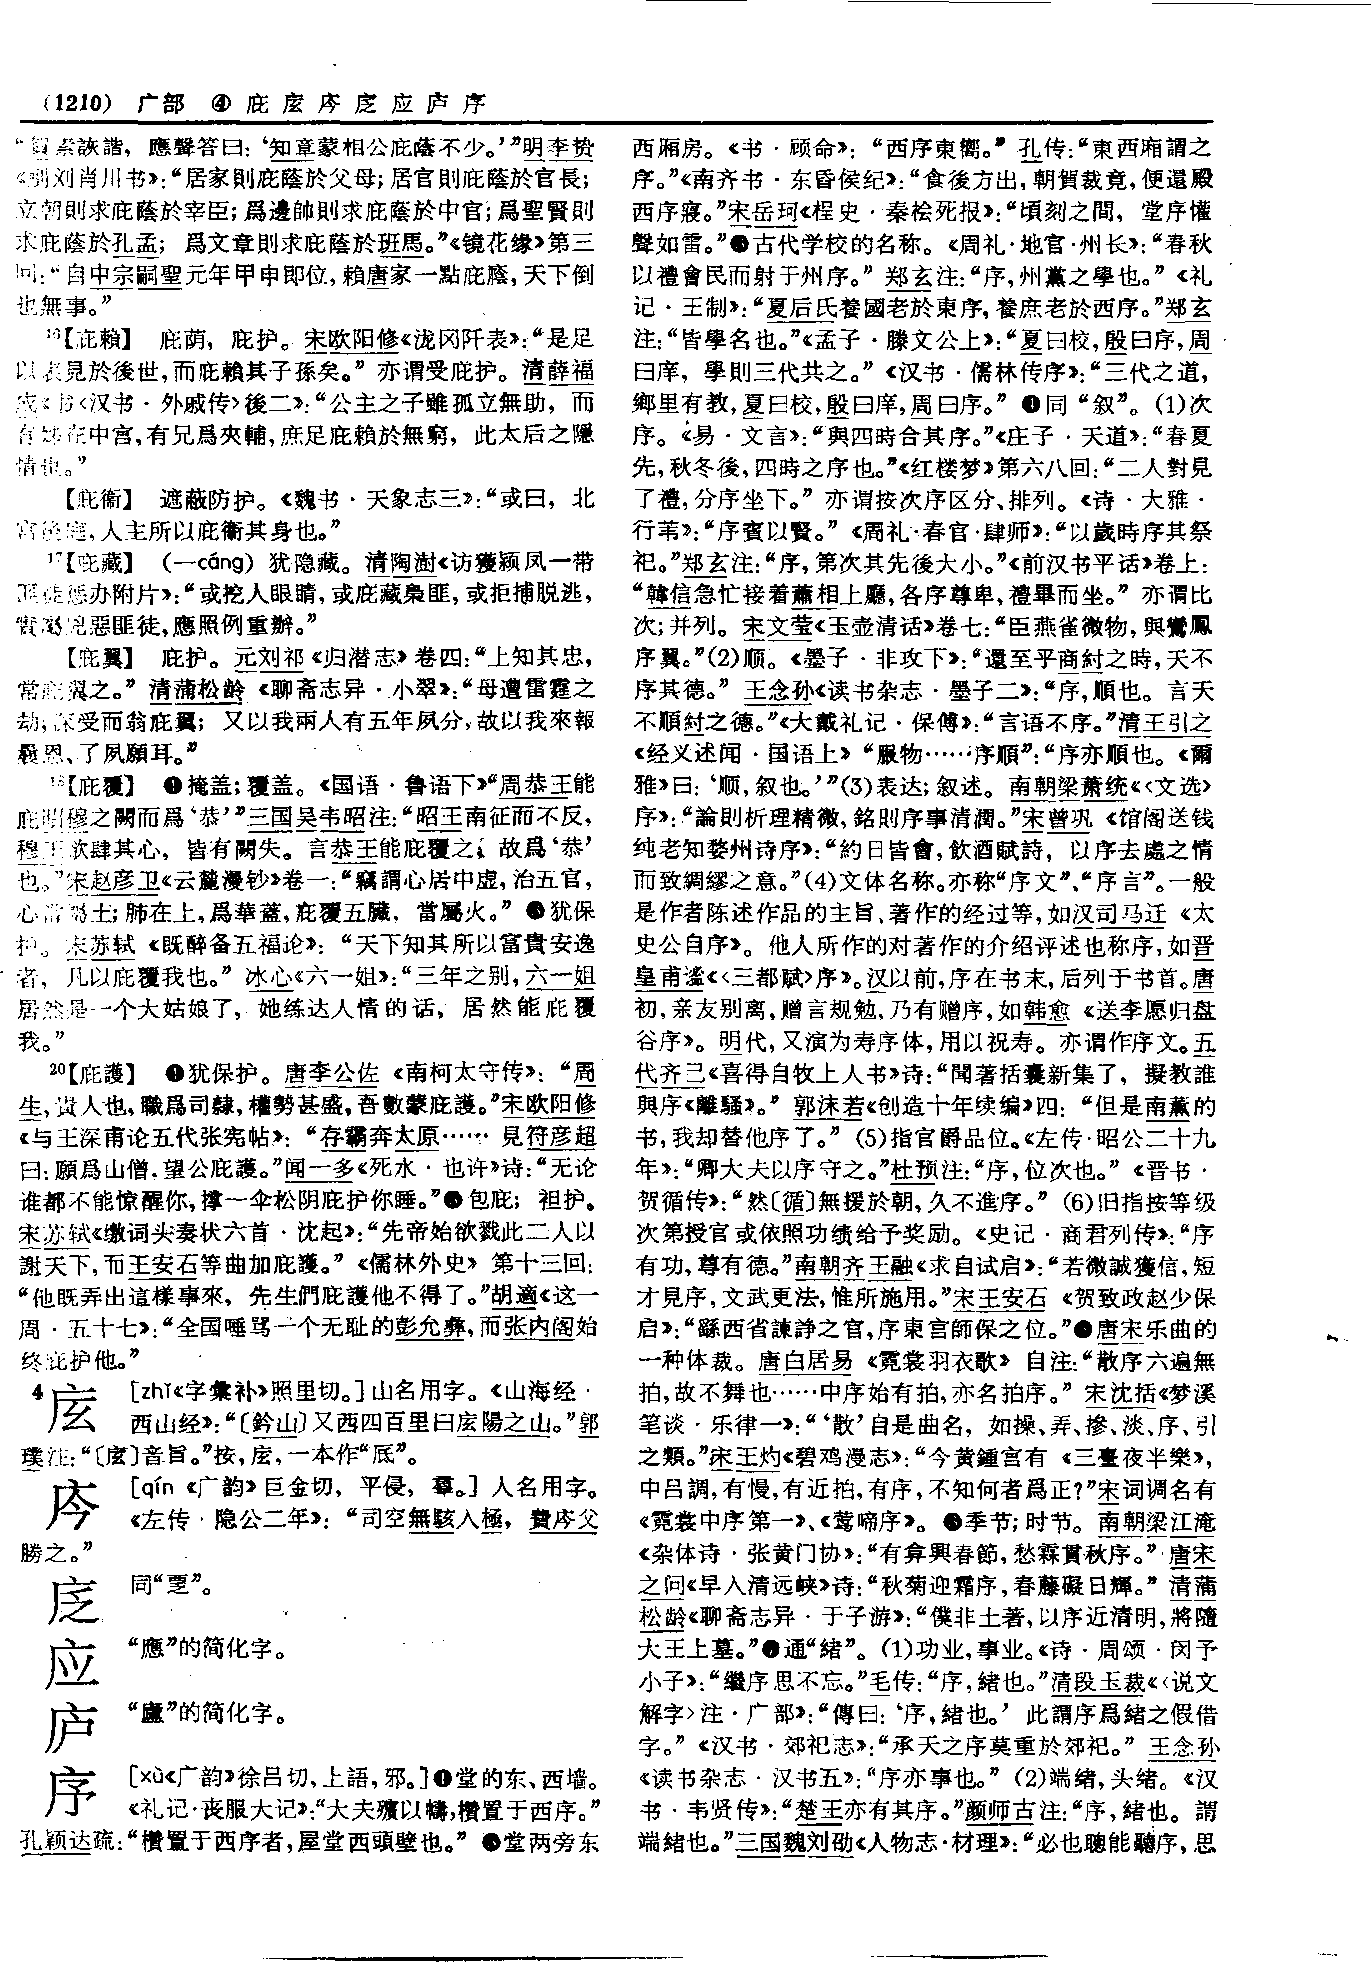 (1210) 广部 ④ 庇 庡 庈 庛 应 庐 序
素詼諧，應聲答曰：‘知章蒙相公庇蔭不少。’”明李贽
《别刘肖川书》：“居家則庇蔭於父母；居官則庇蔭於官長；
立朝則求庇蔭於宰臣；爲邊帥則求庇蔭於中官；爲聖賢則
求庇蔭於孔孟；爲文章則求庇蔭於班馬。”《镜花缘》第三
回：“自中宗嗣聖元年甲申即位，賴唐家一點庇廕，天下倒
也無事。”
¹⁶【庇賴】 庇荫，庇护。宋欧阳修《泷冈阡表》：“是足
以表見於後世，而庇賴其子孫矣。”亦谓受庇护。清薛福
成《书〈汉书·外戚传〉後二》：“公主之子雖孤立無助，而
有她在中宫，有兄爲夾輔，庶足庇賴於無窮，此太后之隱
情也。”
【庇衞】 遮蔽防护。《魏书·天象志三》：“或曰，北
宫後庭，人主所以庇衞其身也。”
¹⁷【庇藏】 （—cáng）犹隐藏。清陶澍《访獲颖凤一带
匪徒惩办附片》：“或挖人眼睛，或庇藏梟匪，或拒捕脱逃，
實屬兇惡匪徒，應照例重辦。”
【庇翼】 庇护。元刘祁《归潜志》卷四：“上知其忠，
常庇翼之。”清蒲松龄《聊斋志异·小翠》：“母遭雷霆之
劫，深受而翁庇翼；又以我兩人有五年夙分，故以我來報
曩恩、了夙願耳。”
¹⁸【庇覆】 ❶掩盖；覆盖。《国语·鲁语下》“周恭王能
庇昭穆之闕而爲‘恭’”三国吴韦昭注：“昭王南征而不反，
穆王欲肆其心，皆有闕失。言恭王能庇覆之，故爲‘恭’
也。”宋赵彦卫《云麓漫钞》卷一：“竊謂心居中虚，治五官，
心當屬土；肺在上，爲華蓋，庇覆五臟，當屬火。”❷犹保
护。宋苏轼《既醉备五福论》：“天下知其所以富貴安逸
者，凡以庇覆我也。”冰心《六一姐》：“三年之别，六一姐
居然是一个大姑娘了，她练达人情的话，居然能庇覆
我。”
²⁰【庇護】 ❶犹保护。唐李公佐《南柯太守传》：“周
生，貴人也，職爲司隸，權勢甚盛，吾數蒙庇護。”宋欧阳修
《与王深甫论五代张宪帖》：“存霸奔太原……見符彦超
曰：願爲山僧，望公庇護。”闻一多《死水·也许》诗：“无论
谁都不能惊醒你，撑一伞松阴庇护你睡。”❷包庇；袒护。
宋苏轼《缴词头奏状六首·沈起》：“先帝始欲戮此二人以
謝天下，而王安石等曲加庇護。”《儒林外史》第十三回：
“他既弄出這樣事來，先生們庇護他不得了。”胡適《这一
周·五十七》：“全国唾骂一个无耻的彭允彝，而张内阁始
终庇护他。”
4 [zhǐ《字彙补》照里切。]山名用字。《山海经·
西山经》：“〔鈐山〕又西四百里曰陽之山。”郭
璞注：“音旨。”按，一本作“厎”。
庈 [qín《广韵》巨金切，平侵，羣。]人名用字。
《左传·隐公二年》：“司空無駭入極，費庈父
勝之。”
同“”。
应 “應”的简化字。
庐 “廬”的简化字。
序 [xù《广韵》徐吕切，上語，邪。]❶堂的东、西墙。
《礼记·丧服大记》：“大夫殯以幬，欑置于西序。”
孔颖达疏：“欑置于西序者，屋堂西頭壁也。”❷堂两旁东
西厢房。《书·顾命》：“西序東嚮。”孔传：“東西廂謂之
序。”《南齐书·东昏侯纪》：“食後方出，朝賀裁竟，便還殿
西序寢。”宋岳珂《桯史·秦桧死报》：“頃刻之間，堂序懽
聲如雷。”❸古代学校的名称。《周礼·地官·州长》：“春秋
以禮會民而射于州序。”郑玄注：“序，州黨之學也。”《礼
记·王制》：“夏后氏養國老於東序，養庶老於西序。”郑玄
注：“皆學名也。”《孟子·滕文公上》：“夏曰校，殷曰序，周
曰庠，學則三代共之。”《汉书·儒林传序》：“三代之道，
鄉里有教，夏曰校，殷曰庠，周曰序。”❹同“叙”。(1)次
序。《易·文言》：“與四時合其序。”《庄子·天道》：“春夏
先，秋冬後，四時之序也。”《红楼梦》第六八回：“二人對見
了禮，分序坐下。”亦谓按次序区分、排列。《诗·大雅·
行苇》：“序賓以賢。”《周礼·春官·肆师》：“以歲時序其祭
祀。”郑玄注：“序，第次其先後大小。”《前汉书平话》卷上：
“韓信急忙接着蕭相上廳，各序尊卑，禮畢而坐。”亦谓比
次；并列。宋文莹《玉壶清话》卷七：“臣燕雀微物，與鸞鳳
序翼。”(2)顺。《墨子·非攻下》：“還至乎商紂之時，天不
序其德。”王念孙《读书杂志·墨子二》：“序，順也。言天
不順紂之德。”《大戴礼记·保傅》：“言语不序。”清王引之
《经义述闻·国语上》“服物……序順”：“序亦順也。《爾
雅》曰：‘顺，叙也。’”(3)表达；叙述。南朝梁萧统《〈文选〉
序》：“論則析理精微，銘則序事清潤。”宋曾巩《馆阁送钱
纯老知婺州诗序》：“約日皆會，飲酒賦詩，以序去處之情
而致綢繆之意。”(4)文体名称。亦称“序文”、“序言”。一般
是作者陈述作品的主旨、著作的经过等，如汉司马迁《太
史公自序》。他人所作的对著作的介绍评述也称序，如晋
皇甫谧《〈三都赋〉序》。汉以前，序在书末，后列于书首。唐
初，亲友别离，赠言规勉，乃有赠序，如韩愈《送李愿归盘
谷序》。明代，又演为寿序体，用以祝寿。亦谓作序文。五
代齐己《喜得自牧上人书》诗：“聞著括囊新集了，擬教誰
與序《離騷》。”郭沫若《创造十年续编》四：“但是南薰的
书，我却替他序了。”(5)指官爵品位。《左传·昭公二十九
年》：“卿大夫以序守之。”杜预注：“序，位次也。”《晋书·
贺循传》：“然〔循〕無援於朝，久不進序。”(6)旧指按等级
次第授官或依照功绩给予奖励。《史记·商君列传》：“序
有功，尊有德。”南朝齐王融《求自试启》：“若微誠獲信，短
才見序，文武更法，惟所施用。”宋王安石《贺致政赵少保
启》：“繇西省諫諍之官，序東宫師保之位。”❺唐宋乐曲的
一种体裁。唐白居易《霓裳羽衣歌》自注：“散序六遍無
拍，故不舞也……中序始有拍，亦名拍序。”宋沈括《梦溪
笔谈·乐律一》：“‘散’自是曲名，如操、弄、摻、淡、序、引
之類。”宋王灼《碧鸡漫志》：“今黄鍾宫有《三臺夜半樂》，
中吕調，有慢，有近拍，有序，不知何者爲正？”宋词调名有
《霓裳中序第一》、《莺啼序》。❻季节；时节。南朝梁江淹
《杂体诗·张黄门协》：“有弇興春節，愁霖貫秋序。”唐宋
之问《早入清远峡》诗：“秋菊迎霜序，春藤礙日輝。”清蒲
松龄《聊斋志异·于子游》：“僕非土著，以序近清明，將隨
大王上墓。”❼通“緒”。(1)功业，事业。《诗·周颂·闵予
小子》：“繼序思不忘。”毛传：“序，緒也。”清段玉裁《〈说文
解字〉注·广部》：“傳曰：‘序，緒也。’此謂序爲緒之假借
字。”《汉书·郊祀志》：“承天之序莫重於郊祀。”王念孙
《读书杂志·汉书五》：“序亦事也。”(2)端绪，头绪。《汉
书·韦贤传》：“楚王亦有其序。”颜师古注：“序，緒也。謂
端緒也。”三国魏刘劭《人物志·材理》：“必也聰能聽序，思